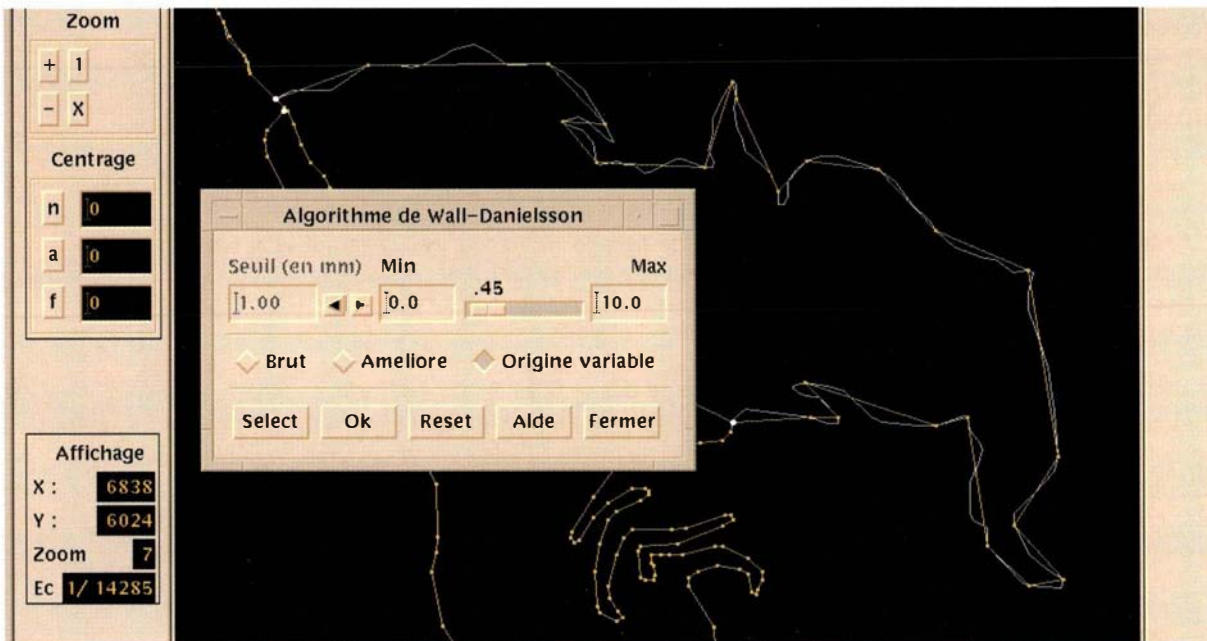 Zoom
+ 1
- X
Centrage
n 0
a 0
f 0
Affichage
X : 6838
Y : 6024
Zoom 7
Ec 1/ 14285
Algorithme de Wall-Danielsson
Seuil (en mm) Min Max
1.00 0.0 .45 10.0
Brut Ameliore Origine variable
Select Ok Reset Alde Fermer